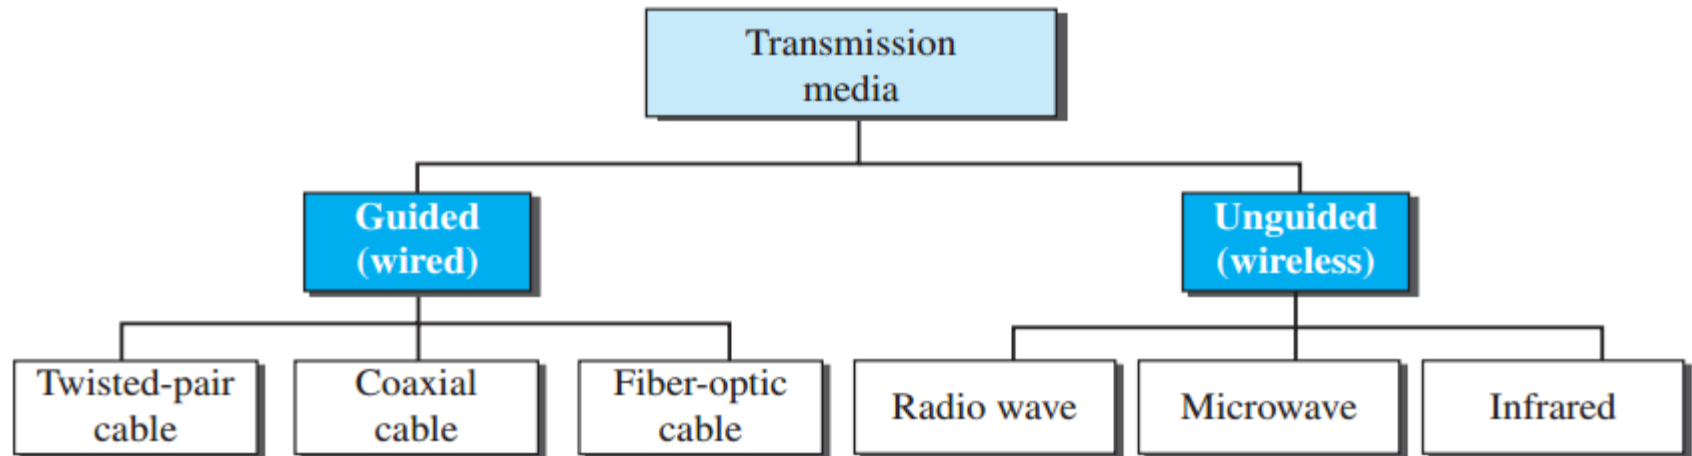 Transmission
media
Guided
(wired)
Unguided
(wireless)
Twisted-pair
cable
Coaxial
cable
Fiber-optic
cable
Radio wave
Microwave
Infrared